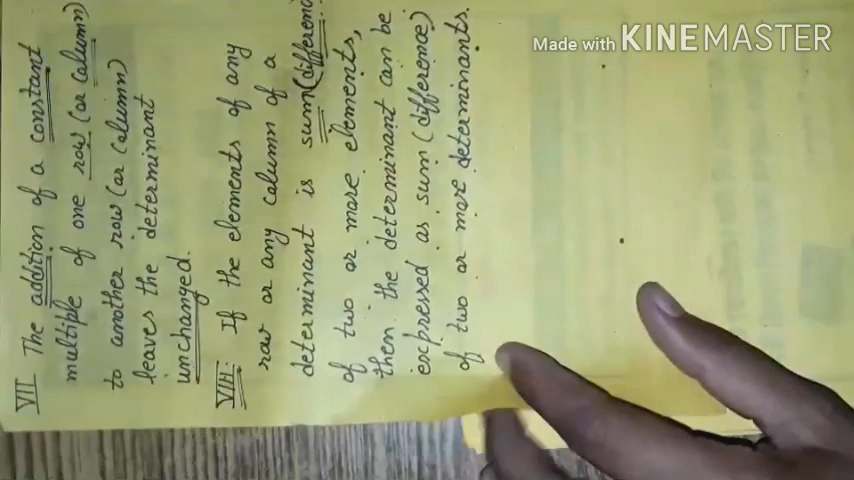 VII The addition of a constant
multiple of one row (or column)
to another row (or column)
leaves the determinant
unchanged.
VIII: If the elements of any
row or any column of a
determinant is sum (differenc
of two or more elements,
then the determinant can be
expressed as sum (difference)
of two or more determinants.
Made with KINEMASTER